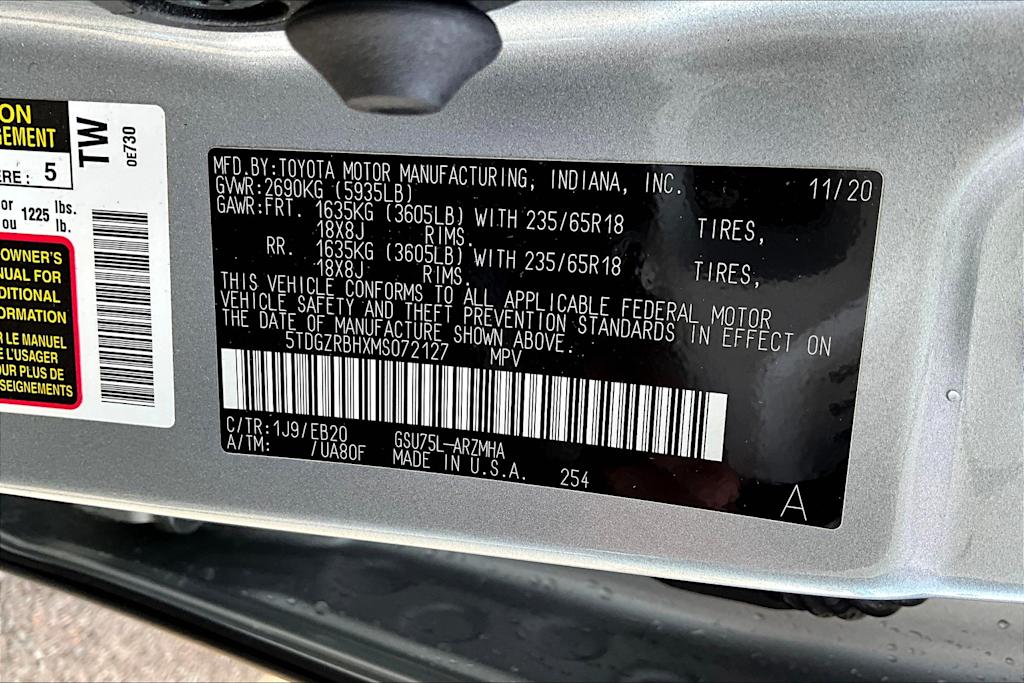 ON
GEMENT
ERE : 5
or
ou 1225 lbs.
lb.
OWNER'S
NUAL FOR
DITIONAL
ORMATION
R LE MANUEL
E L'USAGER
OUR PLUS DE
SEIGNEMENTS
TW
0E730
MFD.BY:TOYOTA MOTOR MANUFACTURING, INDIANA, INC. 11/20
GVWR:2690KG (5935LB)
GAWR:FRT. 1635KG (3605LB) WITH 235/65R18 TIRES,
18X8J RIMS.
RR. 1635KG (3605LB) WITH 235/65R18 TIRES,
18X8J RIMS.
THIS VEHICLE CONFORMS TO ALL APPLICABLE FEDERAL MOTOR
VEHICLE SAFETY AND THEFT PREVENTION STANDARDS IN EFFECT ON
THE DATE OF MANUFACTURE SHOWN ABOVE.
5TDGZRBHXMS072127 MPV
C/TR:1J9/EB20 GSU75L-ARZMHA
A/TM: /UA80F MADE IN U.S.A. 254
A